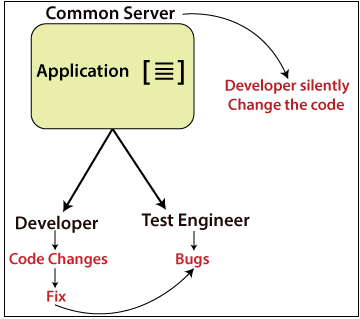 Common Server
Application
Developer silently
Change the code
Developer
Test Engineer
Code Changes
Bugs
Fix